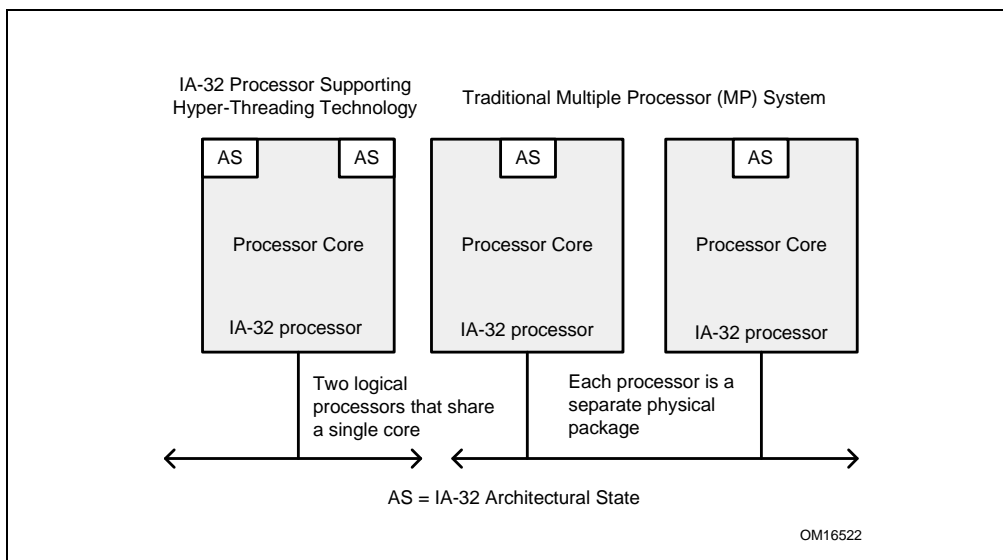 IA-32 Processor Supporting
Hyper-Threading Technology
Traditional Multiple Processor (MP) System
AS
AS
AS
AS
Processor Core
Processor Core
Processor Core
IA-32 processor
IA-32 processor
IA-32 processor
Two logical
processors that share
a single core
Each processor is a
separate physical
package
AS = IA-32 Architectural State
OM16522